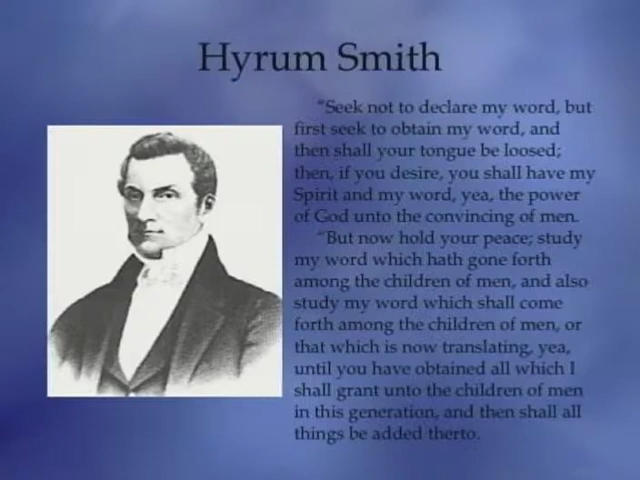 Hyrum Smith
"Seek not to declare my word, but
first seek to obtain my word, and
then shall your tongue be loosed;
then, if you desire, you shall have my
Spirit and my word, yea, the power
of God unto the convincing of men.
"But now hold your peace; study
my word which hath gone forth
among the children of men, and also
study my word which shall come
forth among the children of men, or
that which is now translating, yea,
until you have obtained all which I
shall grant unto the children of men
in this generation, and then shall all
things be added therto.